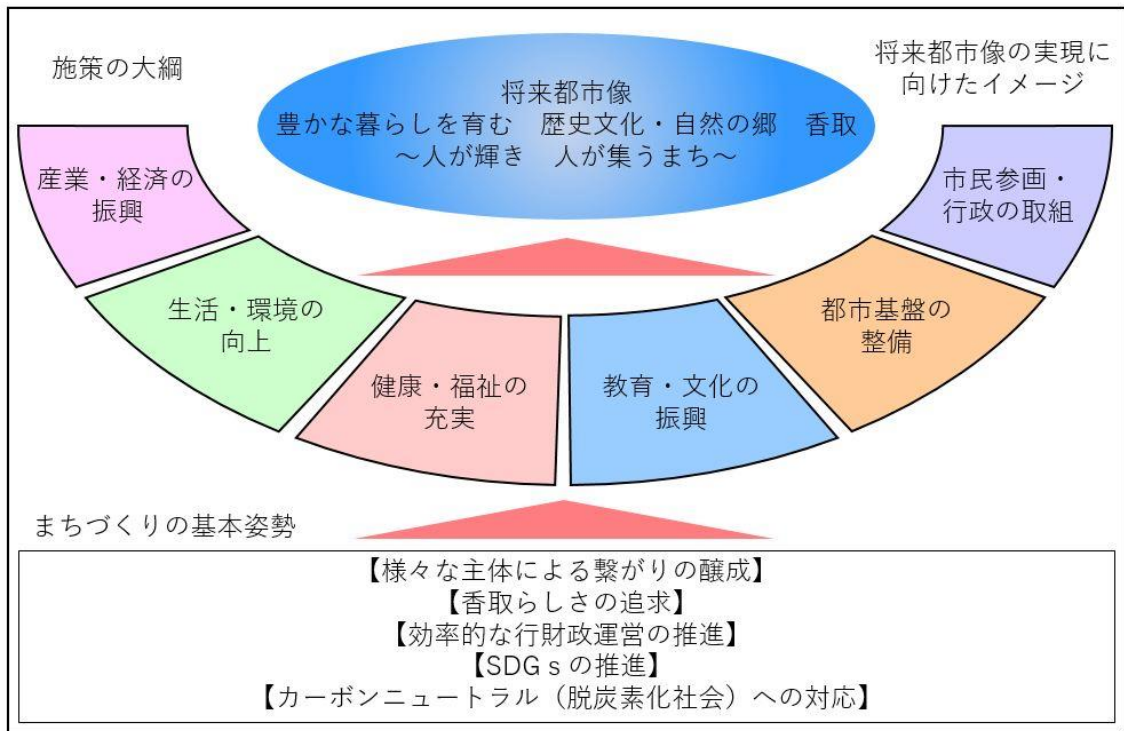 施策の大綱
将来都市像の実現に
向けたイメージ
将来都市像
豊かな暮らしを育む　歴史文化・自然の郷　香取
～人が輝き　人が集うまち～
産業・経済の
振興
生活・環境の
向上
健康・福祉の
充実
教育・文化の
振興
都市基盤の
整備
市民参画・
行政の取組
まちづくりの基本姿勢
【様々な主体による繋がりの醸成】
【香取らしさの追求】
【効率的な行財政運営の推進】
【SDGｓの推進】
【カーボンニュートラル（脱炭素化社会）への対応】